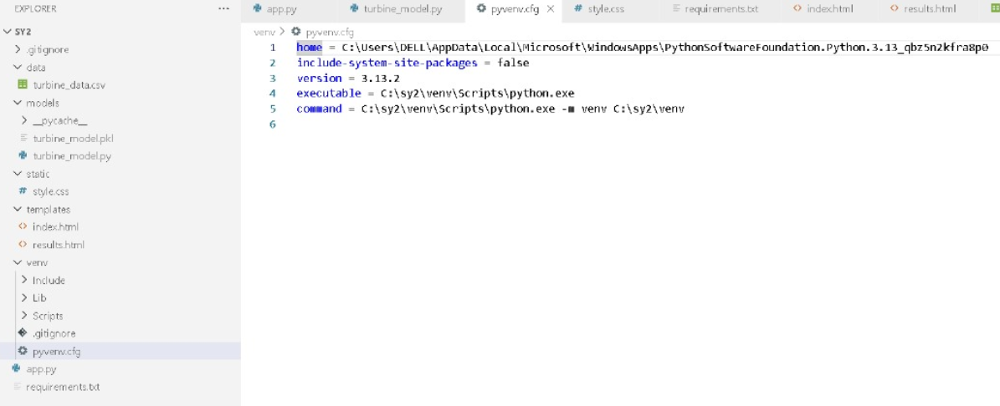 EXPLORER ...
SY2
.gitignore
data
turbine_data.csv
models
__pycache__
turbine_model.pkl
turbine_model.py
static
# style.css
templates
<> index.html
<> results.html
venv
Include
Lib
Scripts
.gitignore
pyvenv.cfg
app.py
requirements.txt
app.py turbine_model.py pyvenv.cfg × # style.css requirements.txt <> index.html <> results.html
venv > pyvenv.cfg
1 home = C:\Users\DELL\AppData\Local\Microsoft\WindowsApps\PythonSoftwareFoundation.Python.3.13_qbz5n2kfra8p0
2 include-system-site-packages = false
3 version = 3.13.2
4 executable = C:\sy2\venv\Scripts\python.exe
5 command = C:\sy2\venv\Scripts\python.exe -m venv C:\sy2\venv
6